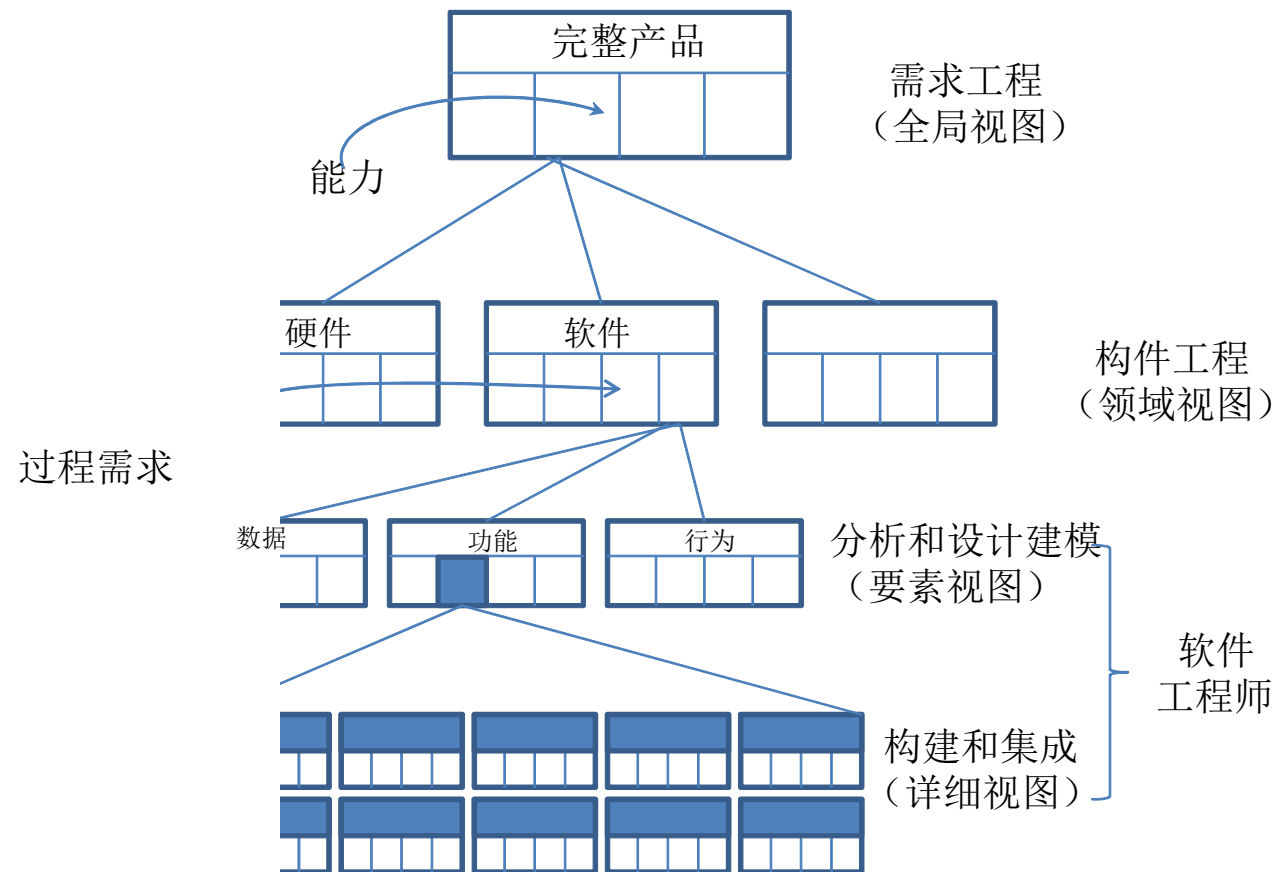 完整产品
需求工程
（全局视图）
能力
硬件
软件
构件工程
（领域视图）
过程需求
数据
功能
行为
分析和设计建模
（要素视图）
软件
工程师
构建和集成
（详细视图）